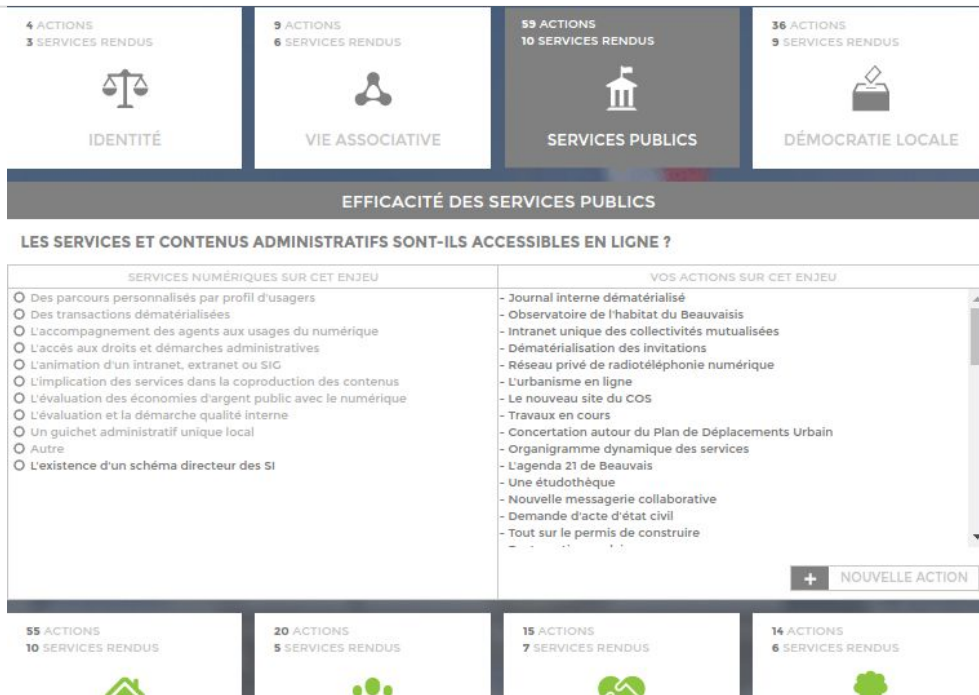 4 ACTIONS
3 SERVICES RENDUS
IDENTITÉ
9 ACTIONS
6 SERVICES RENDUS
VIE ASSOCIATIVE
59 ACTIONS
10 SERVICES RENDUS
SERVICES PUBLICS
36 ACTIONS
9 SERVICES RENDUS
DÉMOCRATIE LOCALE
EFFICACITÉ DES SERVICES PUBLICS
LES SERVICES ET CONTENUS ADMINISTRATIFS SONT-ILS ACCESSIBLES EN LIGNE ?
SERVICES NUMÉRIQUES SUR CET ENJEU
Des parcours personnalisés par profil d'usagers
Des transactions dématérialisées
L'accompagnement des agents aux usages du numérique
L'accès aux droits et démarches administratives
L'animation d'un intranet, extranet ou SIG
L'implication des services dans la coproduction des contenus
L'évaluation des économies d'argent public avec le numérique
L'évaluation et la démarche qualité interne
Un guichet administratif unique local
Autre
L'existence d'un schéma directeur des SI
VOS ACTIONS SUR CET ENJEU
- Journal interne dématérialisé
- Observatoire de l'habitat du Beauvaisis
- Intranet unique des collectivités mutualisées
- Dématérialisation des invitations
- Réseau privé de radiotéléphonie numérique
- L'urbanisme en ligne
- Le nouveau site du COS
- Travaux en cours
- Concertation autour du Plan de Déplacements Urbain
- Organigramme dynamique des services
- L'agenda 21 de Beauvais
- Une étudothèque
- Nouvelle messagerie collaborative
- Demande d'acte d'état civil
- Tout sur le permis de construire
+ NOUVELLE ACTION
55 ACTIONS
10 SERVICES RENDUS
20 ACTIONS
5 SERVICES RENDUS
15 ACTIONS
7 SERVICES RENDUS
14 ACTIONS
6 SERVICES RENDUS